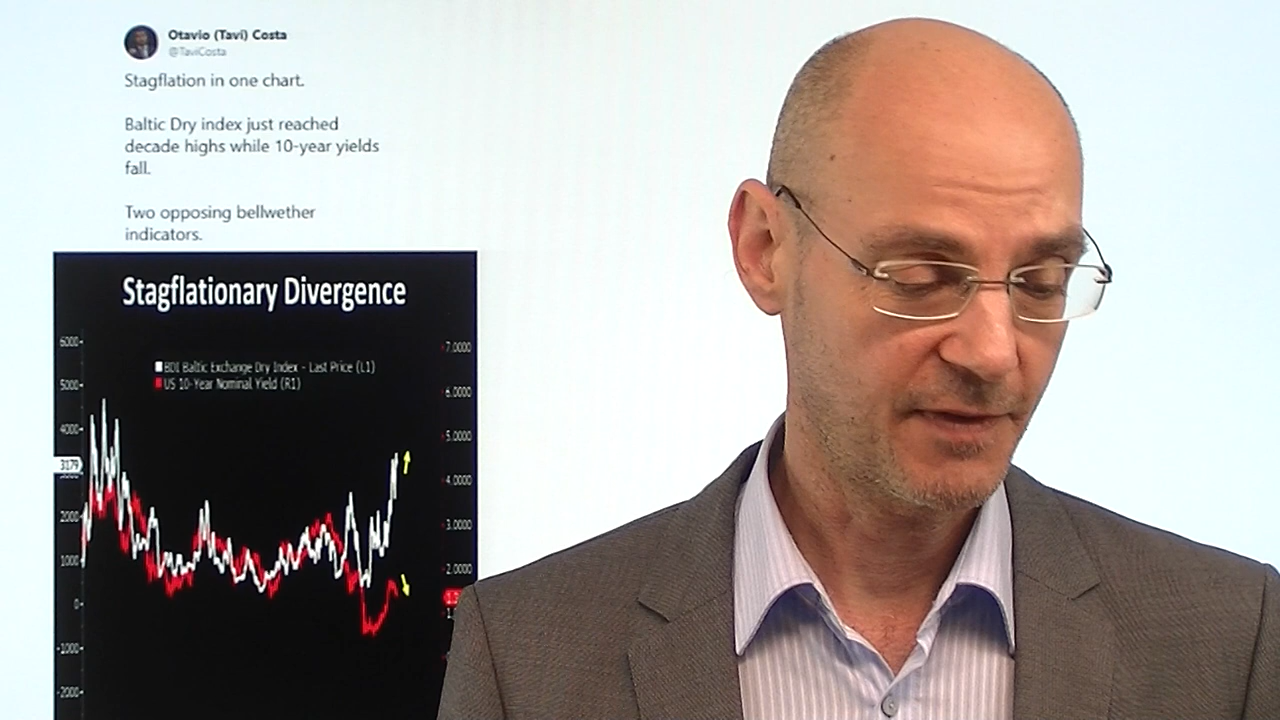 Otavio (Tavi) Costa
@TaviCosta
Stagflation in one chart.
Baltic Dry index just reached
decade highs while 10-year yields
fall.
Two opposing bellwether
indicators.
Stagflationary Divergence
BDI Baltic Exchange Dry Index - Last Price (L1)
US 10-Year Nominal Yield (R1)
6000
5000
4000
3179
2000
1000
0
-1000
-2000
7.0000
6.0000
5.0000
4.0000
3.0000
2.0000